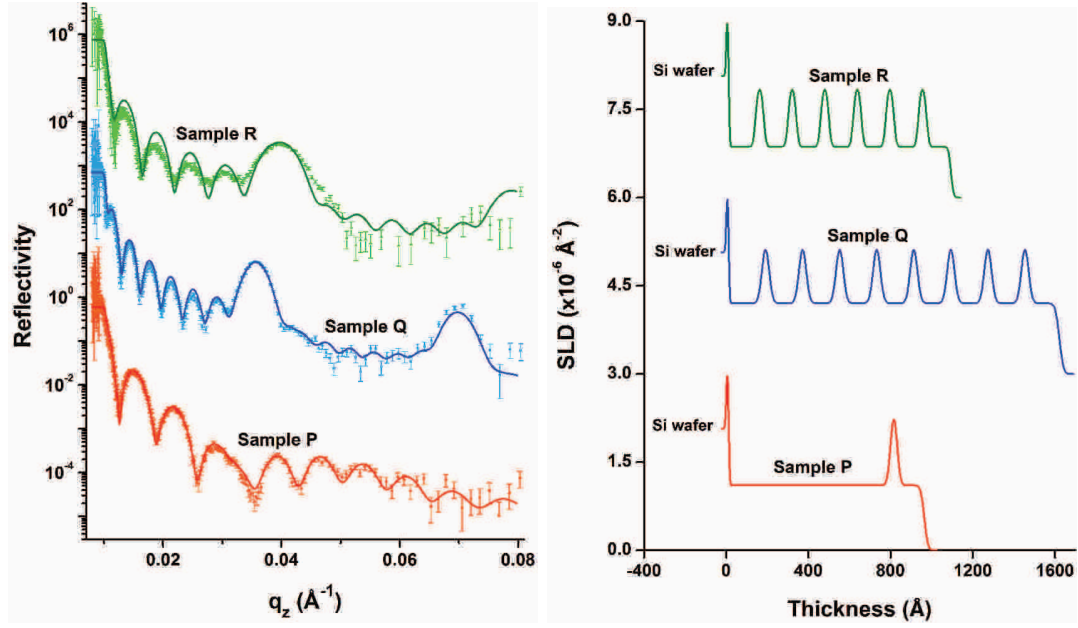 10^6
10^4
10^2
10^0
10^-2
10^-4
Reflectivity
Sample R
Sample Q
Sample P
0.02
0.04
0.06
0.08
q_z (Å^-1)
9.0
7.5
6.0
4.5
3.0
1.5
0.0
SLD (x10^-6 Å^-2)
Si wafer
Sample R
Si wafer
Sample Q
Si wafer
Sample P
-400
0
400
800
1200
1600
Thickness (Å)